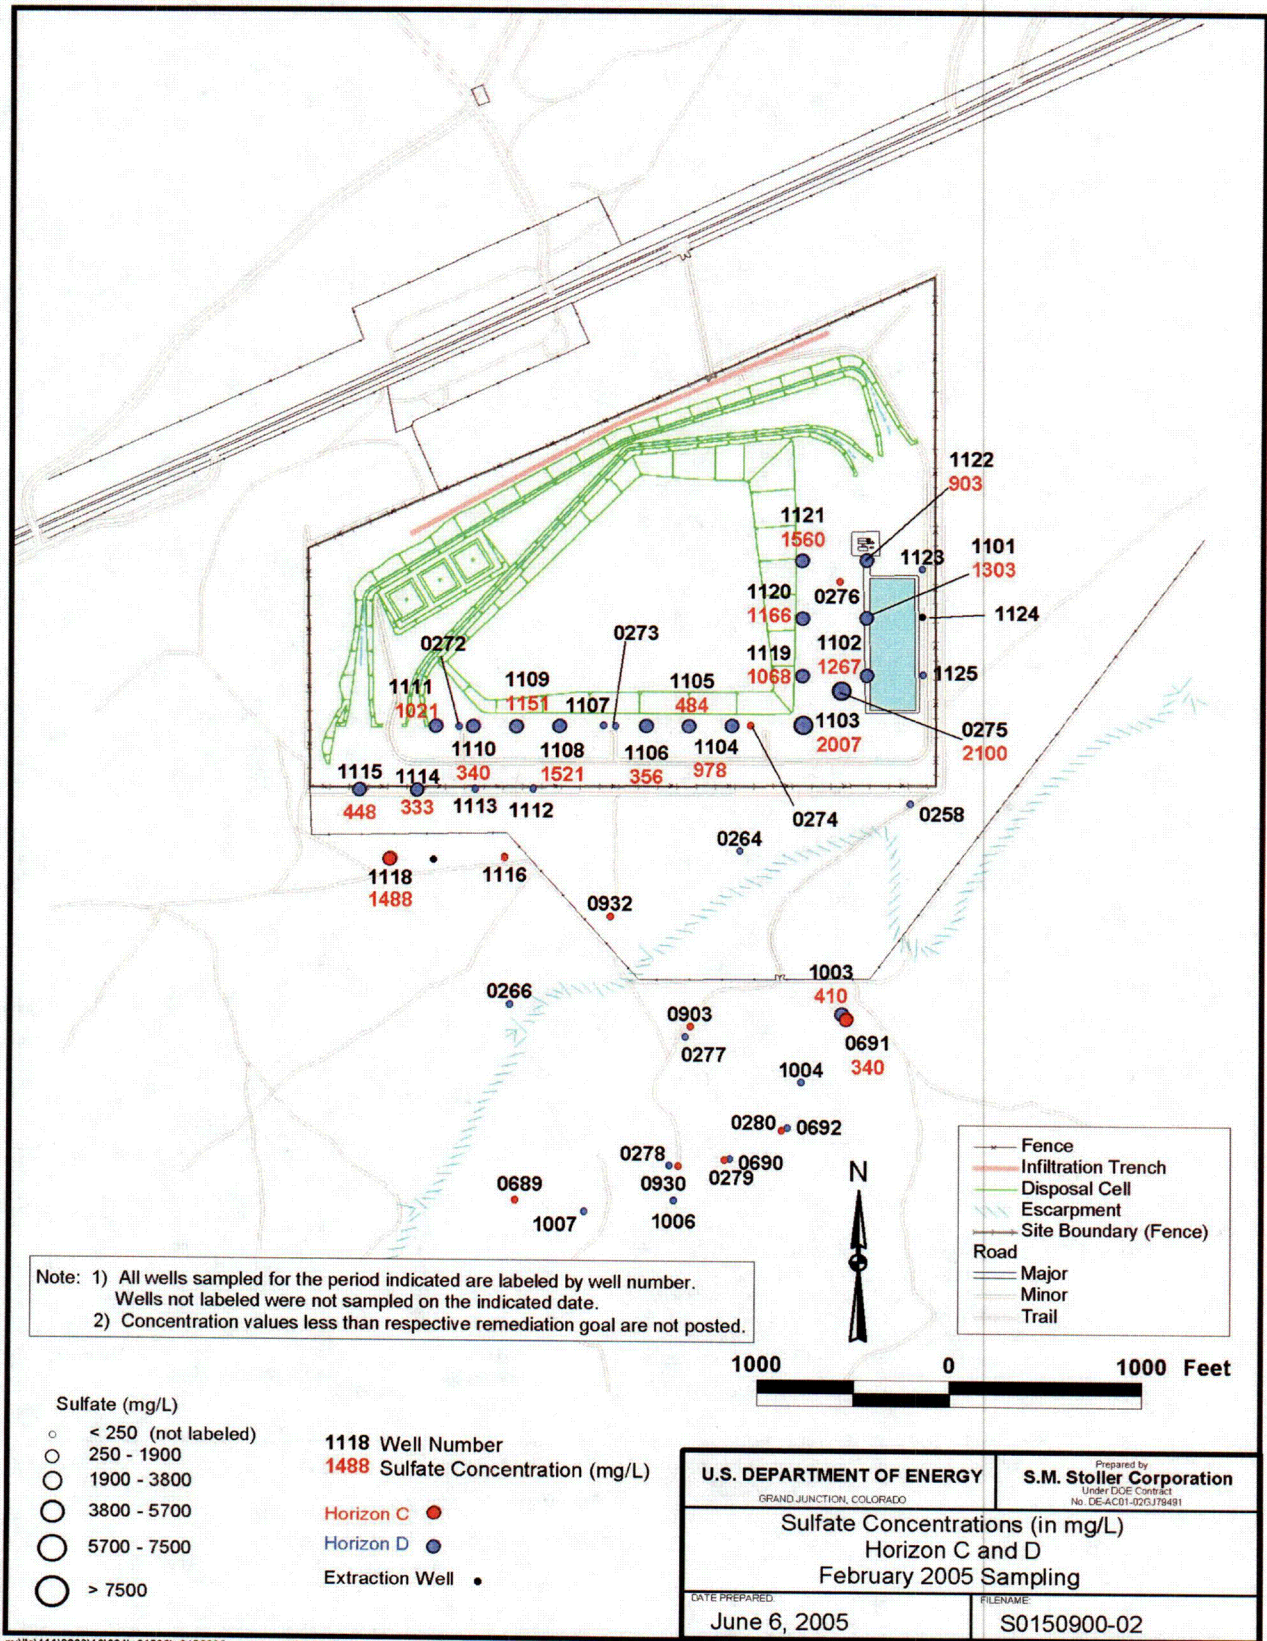 1122
903
1121
1560
1123
1101
1303
0276
1120
1166
1124
0272
0273
1119
1068
1102
1267
1125
1111
1021
1109
1151
1107
1105
484
1103
2007
0275
2100
1110
340
1108
1521
1106
356
1104
978
1115
448
1114
333
1113
1112
0274
0258
0264
1118
1488
1116
0932
1003
410
0266
0903
0277
0691
340
1004
0280
0692
0278
0690
0279
0930
0689
1007
1006
N
Fence
Infiltration Trench
Disposal Cell
Escarpment
Site Boundary (Fence)
Road
Major
Minor
Trail
Note: 1) All wells sampled for the period indicated are labeled by well number.
Wells not labeled were not sampled on the indicated date.
2) Concentration values less than respective remediation goal are not posted.
1000 0 1000 Feet
Sulfate (mg/L)
< 250 (not labeled)
250 - 1900
1900 - 3800
3800 - 5700
5700 - 7500
> 7500
1118 Well Number
1488 Sulfate Concentration (mg/L)
Horizon C
Horizon D
Extraction Well
U.S. DEPARTMENT OF ENERGY
GRAND JUNCTION, COLORADO
Prepared by
S.M. Stoller Corporation
Under DOE Contract
No. DE-AC01-02GJ79491
Sulfate Concentrations (in mg/L)
Horizon C and D
February 2005 Sampling
DATE PREPARED:
June 6, 2005
FILENAME:
S0150900-02